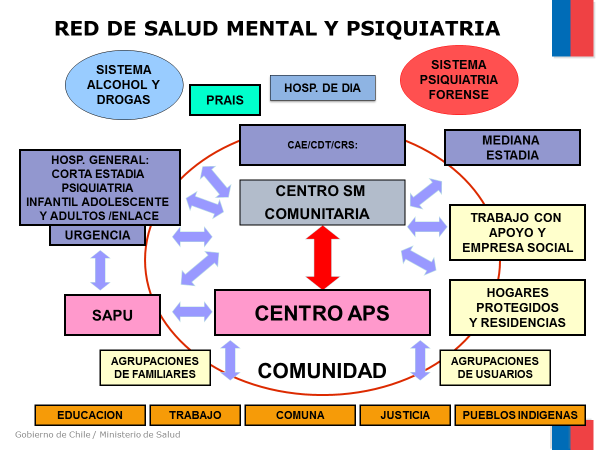 RED DE SALUD MENTAL Y PSIQUIATRIA
SISTEMA
ALCOHOL Y
DROGAS
PRAIS
HOSP. DE DIA
SISTEMA
PSIQUIATRIA
FORENSE
CAE/CDT/CRS:
MEDIANA
ESTADIA
HOSP. GENERAL:
CORTA ESTADIA
PSIQUIATRIA
INFANTIL ADOLESCENTE
Y ADULTOS /ENLACE
URGENCIA
CENTRO SM
COMUNITARIA
TRABAJO CON
APOYO Y
EMPRESA SOCIAL
SAPU
CENTRO APS
HOGARES
PROTEGIDOS
Y RESIDENCIAS
AGRUPACIONES
DE FAMILIARES
COMUNIDAD
AGRUPACIONES
DE USUARIOS
EDUCACION
TRABAJO
COMUNA
JUSTICIA
PUEBLOS INDIGENAS
Gobierno de Chile / Ministerio de Salud